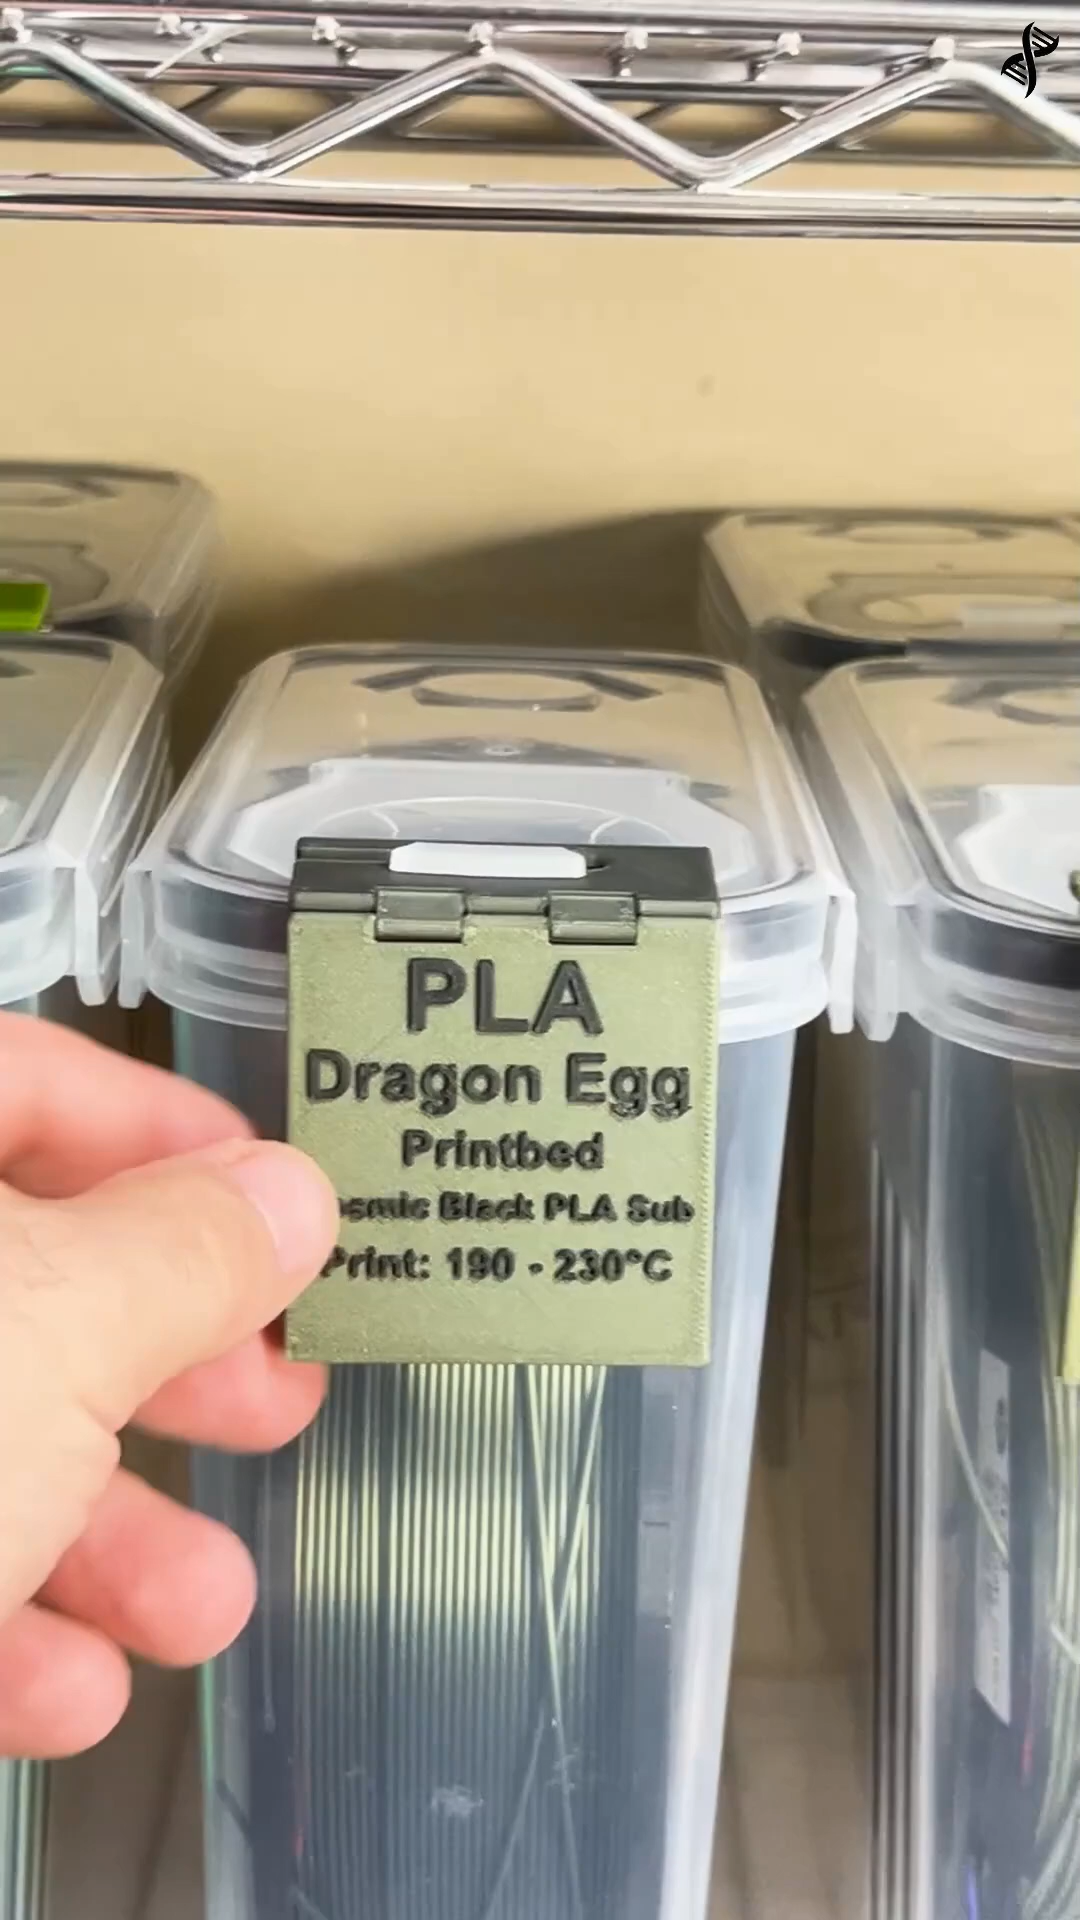 PLA
Dragon Egg
Printbed
Black PLA Sub
Print: 190 - 230°C